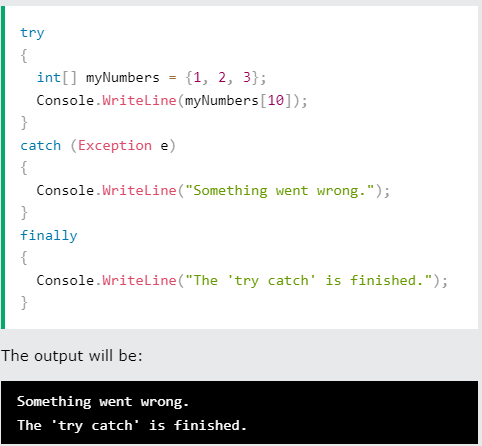 try
{
  int[] myNumbers = {1, 2, 3};
  Console.WriteLine(myNumbers[10]);
}
catch (Exception e)
{
  Console.WriteLine("Something went wrong.");
}
finally
{
  Console.WriteLine("The 'try catch' is finished.");
}
The output will be:
Something went wrong.
The 'try catch' is finished.